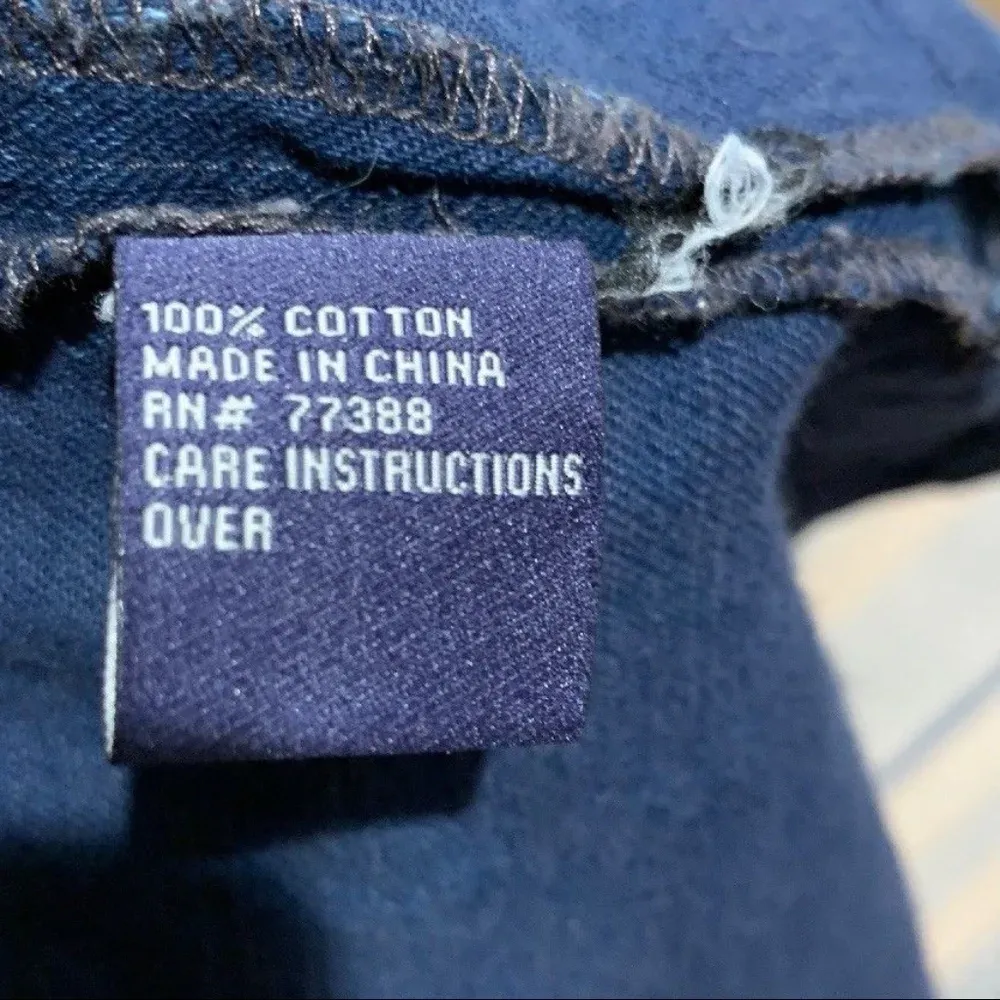 100% COTTON
MADE IN CHINA
RN# 77388
CARE INSTRUCTIONS
OVER